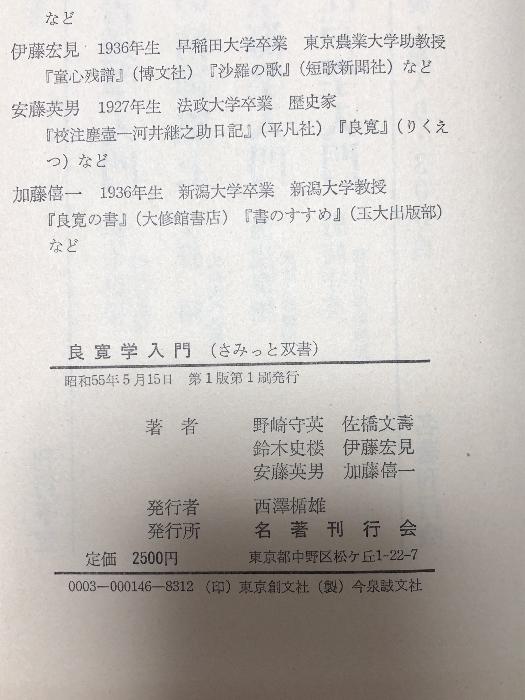 など
伊藤宏見 1936年生 早稲田大学卒業 東京農業大学助教授
『童心残譜』(博文社)『沙羅の歌』(短歌新聞社)など
安藤英男 1927年生 法政大学卒業 歴史家
『校注塵壺―河井継之助日記』(平凡社)『良寛』(りくえ
つ)など
加藤僖一 1936年生 新潟大学卒業 新潟大学教授
『良寛の書』(大修館書店)『書のすすめ』(玉大出版部)
など
良寛学入門 (さみっと双書)
昭和55年5月15日 第1版第1刷発行
著者 野崎守英 佐橋文壽
鈴木史楼 伊藤宏見
安藤英男 加藤僖一
発行者 西澤楯雄
発行所 名著刊行会
定価 2500円 東京都中野区松ケ丘1-22-7
0003―000146―8312 (印)東京創文社(製)今泉誠文社